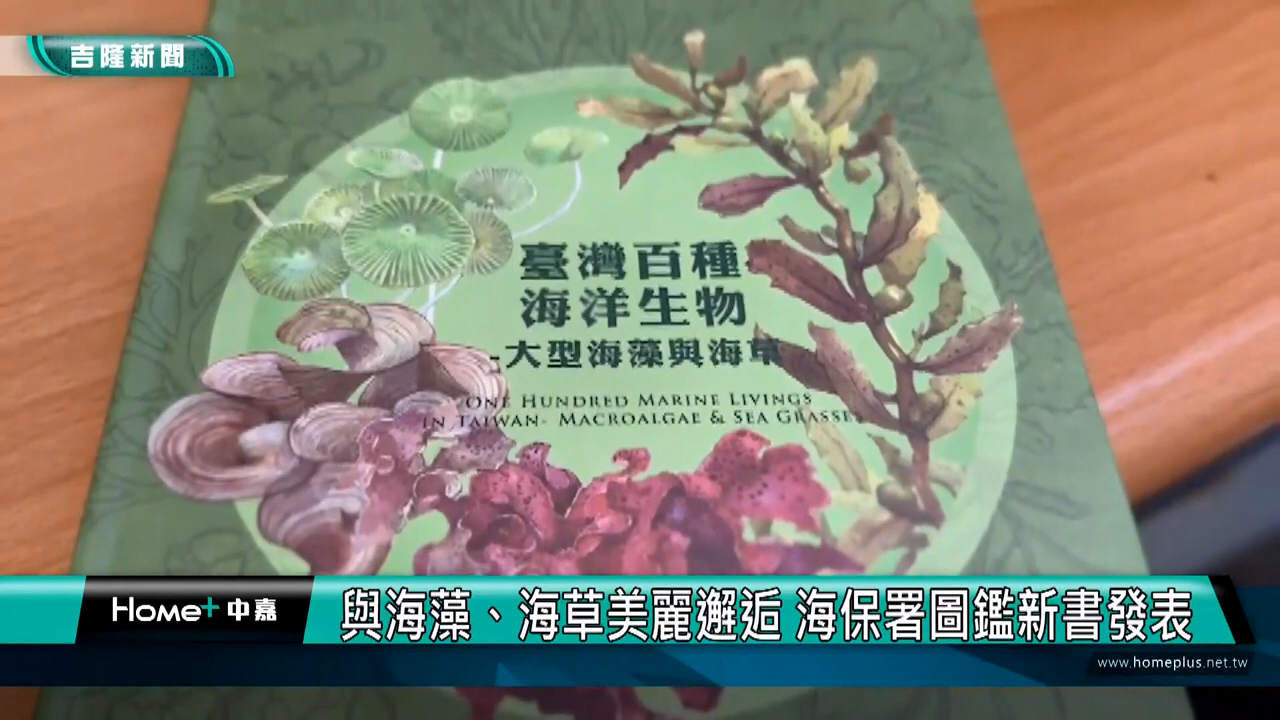 吉隆新聞
臺灣百種
海洋生物
-大型海藻與海草
ONE HUNDRED MARINE LIVINGS
IN TAIWAN- MACROALGAE & SEA GRASSES
Home+ 中嘉
與海藻、海草美麗邂逅 海保署圖鑑新書發表
www.homeplus.net.tw